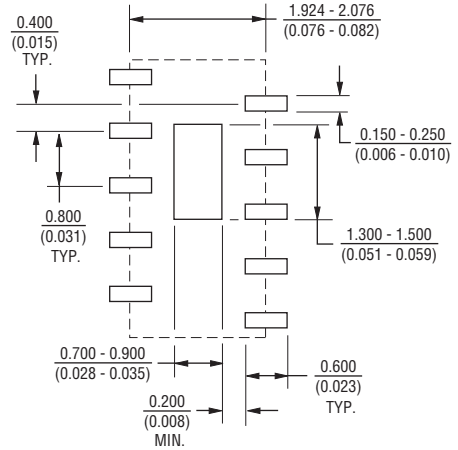 0.400
(0.015)
TYP.
1.924 - 2.076
(0.076 - 0.082)
0.150 - 0.250
(0.006 - 0.010)
0.800
(0.031)
TYP.
1.300 - 1.500
(0.051 - 0.059)
0.700 - 0.900
(0.028 - 0.035)
0.600
(0.023)
TYP.
0.200
(0.008)
MIN.